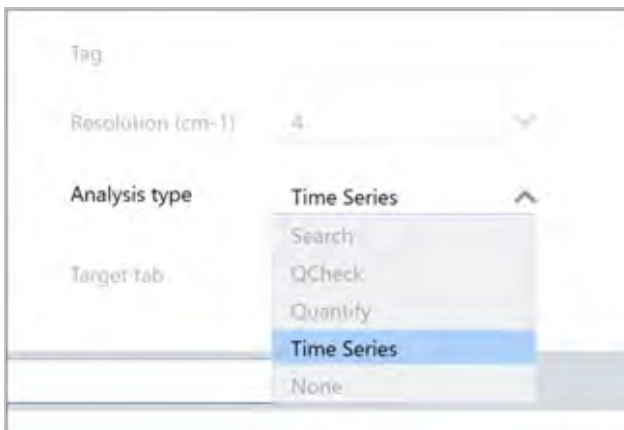 Tag
Resolution (cm-1) 4
Analysis type Time Series
Search
Target tab QCheck
Quantify
Time Series
None